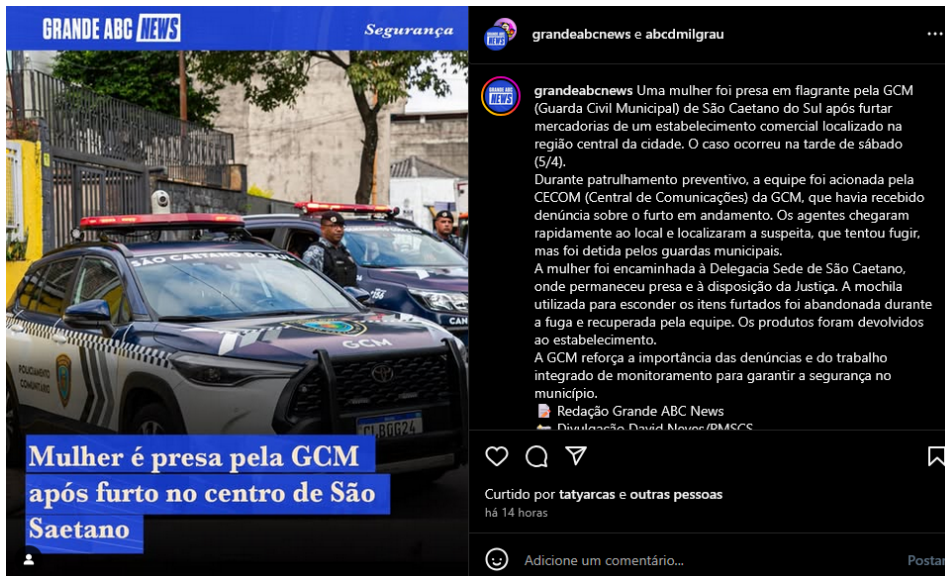 GRANDE ABC NEWS
Segurança
SÃO CAETANO DO SUL
GCM
POLICIAMENTO
COMUNITÁRIO
Mulher é presa pela GCM
após furto no centro de São
Saetano
grandeabcnews e abcdmilgrau
grandeabcnews Uma mulher foi presa em flagrante pela GCM
(Guarda Civil Municipal) de São Caetano do Sul após furtar
mercadorias de um estabelecimento comercial localizado na
região central da cidade. O caso ocorreu na tarde de sábado
(5/4).
Durante patrulhamento preventivo, a equipe foi acionada pela
CECOM (Central de Comunicações) da GCM, que havia recebido
denúncia sobre o furto em andamento. Os agentes chegaram
rapidamente ao local e localizaram a suspeita, que tentou fugir,
mas foi detida pelos guardas municipais.
A mulher foi encaminhada à Delegacia Sede de São Caetano,
onde permaneceu presa e à disposição da Justiça. A mochila
utilizada para esconder os itens furtados foi abandonada durante
a fuga e recuperada pela equipe. Os produtos foram devolvidos
ao estabelecimento.
A GCM reforça a importância das denúncias e do trabalho
integrado de monitoramento para garantir a segurança no
município.
Redação Grande ABC News
Divulgação David Neves/PMSCS
Curtido por tatyarcas e outras pessoas
há 14 horas
Adicione um comentário...
Postar